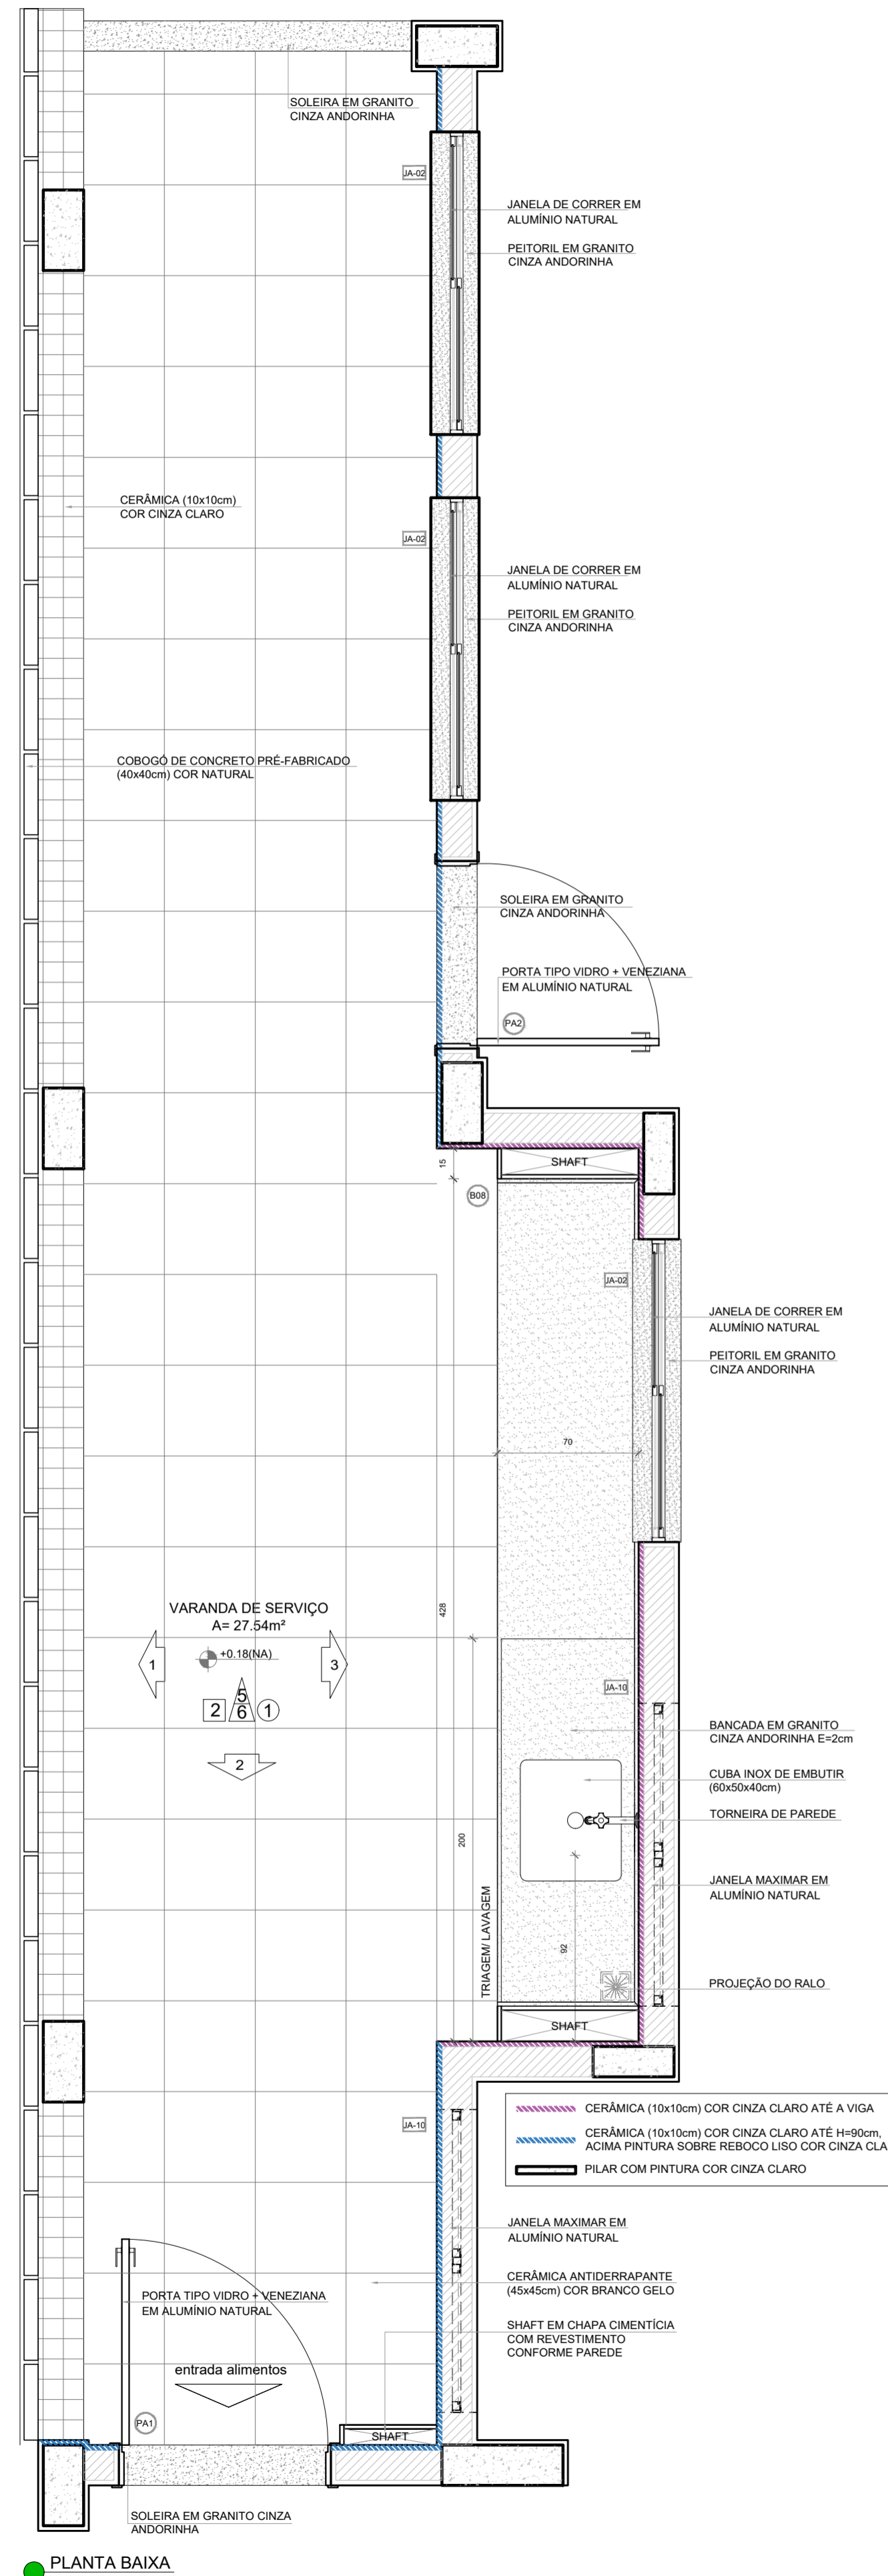 SOLEIRA EM GRANITO
CINZA ANDORINHA
JA-02
JANELA DE CORRER EM
ALUMÍNIO NATURAL
PEITORIL EM GRANITO
CINZA ANDORINHA
CERÂMICA (10x10cm)
COR CINZA CLARO
JA-02
JANELA DE CORRER EM
ALUMÍNIO NATURAL
PEITORIL EM GRANITO
CINZA ANDORINHA
COBOGÓ DE CONCRETO PRÉ-FABRICADO
(40x40cm) COR NATURAL
SOLEIRA EM GRANITO
CINZA ANDORINHA
PORTA TIPO VIDRO + VENEZIANA
EM ALUMÍNIO NATURAL
PA2
SHAFT
15
B08
JA-02
JANELA DE CORRER EM
ALUMÍNIO NATURAL
PEITORIL EM GRANITO
CINZA ANDORINHA
70
428
VARANDA DE SERVIÇO
A= 27.54m²
+0.18(NA)
1
3
5
2
6
1
2
JA-10
BANCADA EM GRANITO
CINZA ANDORINHA E=2cm
CUBA INOX DE EMBUTIR
(60x50x40cm)
TORNEIRA DE PAREDE
200
JANELA MAXIMAR EM
ALUMÍNIO NATURAL
TRIAGEM/ LAVAGEM
92
PROJEÇÃO DO RALO
SHAFT
CERÂMICA (10x10cm) COR CINZA CLARO ATÉ A VIGA
CERÂMICA (10x10cm) COR CINZA CLARO ATÉ H=90cm,
ACIMA PINTURA SOBRE REBOCO LISO COR CINZA CLA
PILAR COM PINTURA COR CINZA CLARO
JA-10
JANELA MAXIMAR EM
ALUMÍNIO NATURAL
CERÂMICA ANTIDERRAPANTE
(45x45cm) COR BRANCO GELO
PORTA TIPO VIDRO + VENEZIANA
EM ALUMÍNIO NATURAL
SHAFT EM CHAPA CIMENTÍCIA
COM REVESTIMENTO
CONFORME PAREDE
entrada alimentos
PA1
SHAFT
SOLEIRA EM GRANITO CINZA
ANDORINHA
PLANTA BAIXA